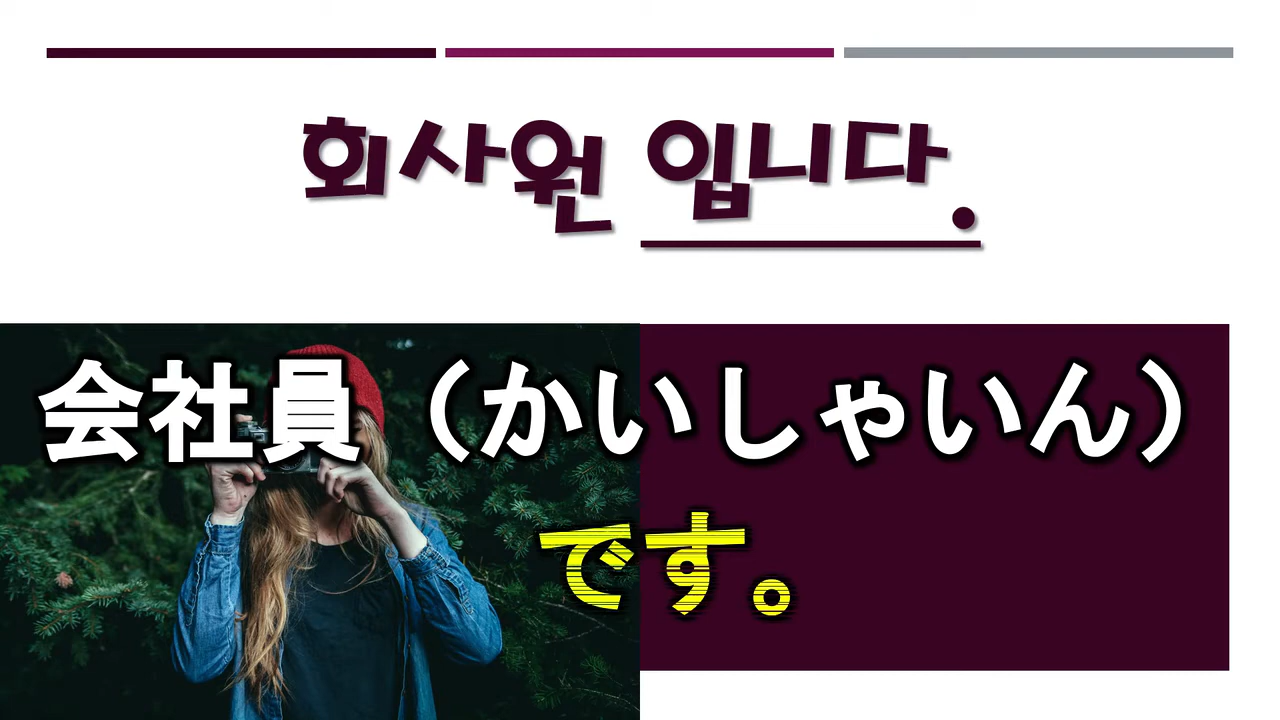 회사원 입니다.
会社員（かいしゃいん）
です。